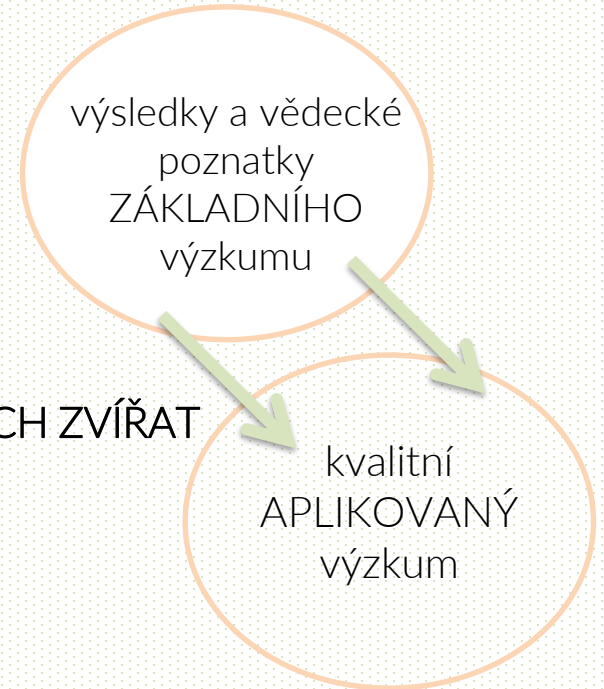 výsledky a vědecké
poznatky
ZÁKLADNÍHO
výzkumu
CH ZVÍŘAT
kvalitní
APLIKOVANÝ
výzkum